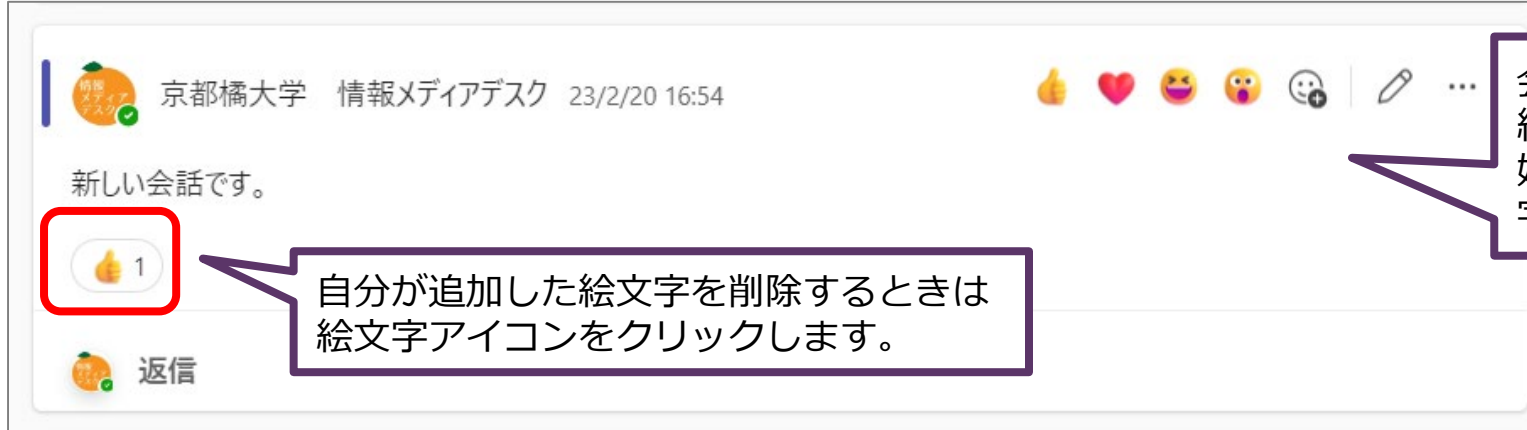 京都橘大学　情報メディアデスク 23/2/20 16:54
新しい会話です。
1
自分が追加した絵文字を削除するときは
絵文字アイコンをクリックします。
返信